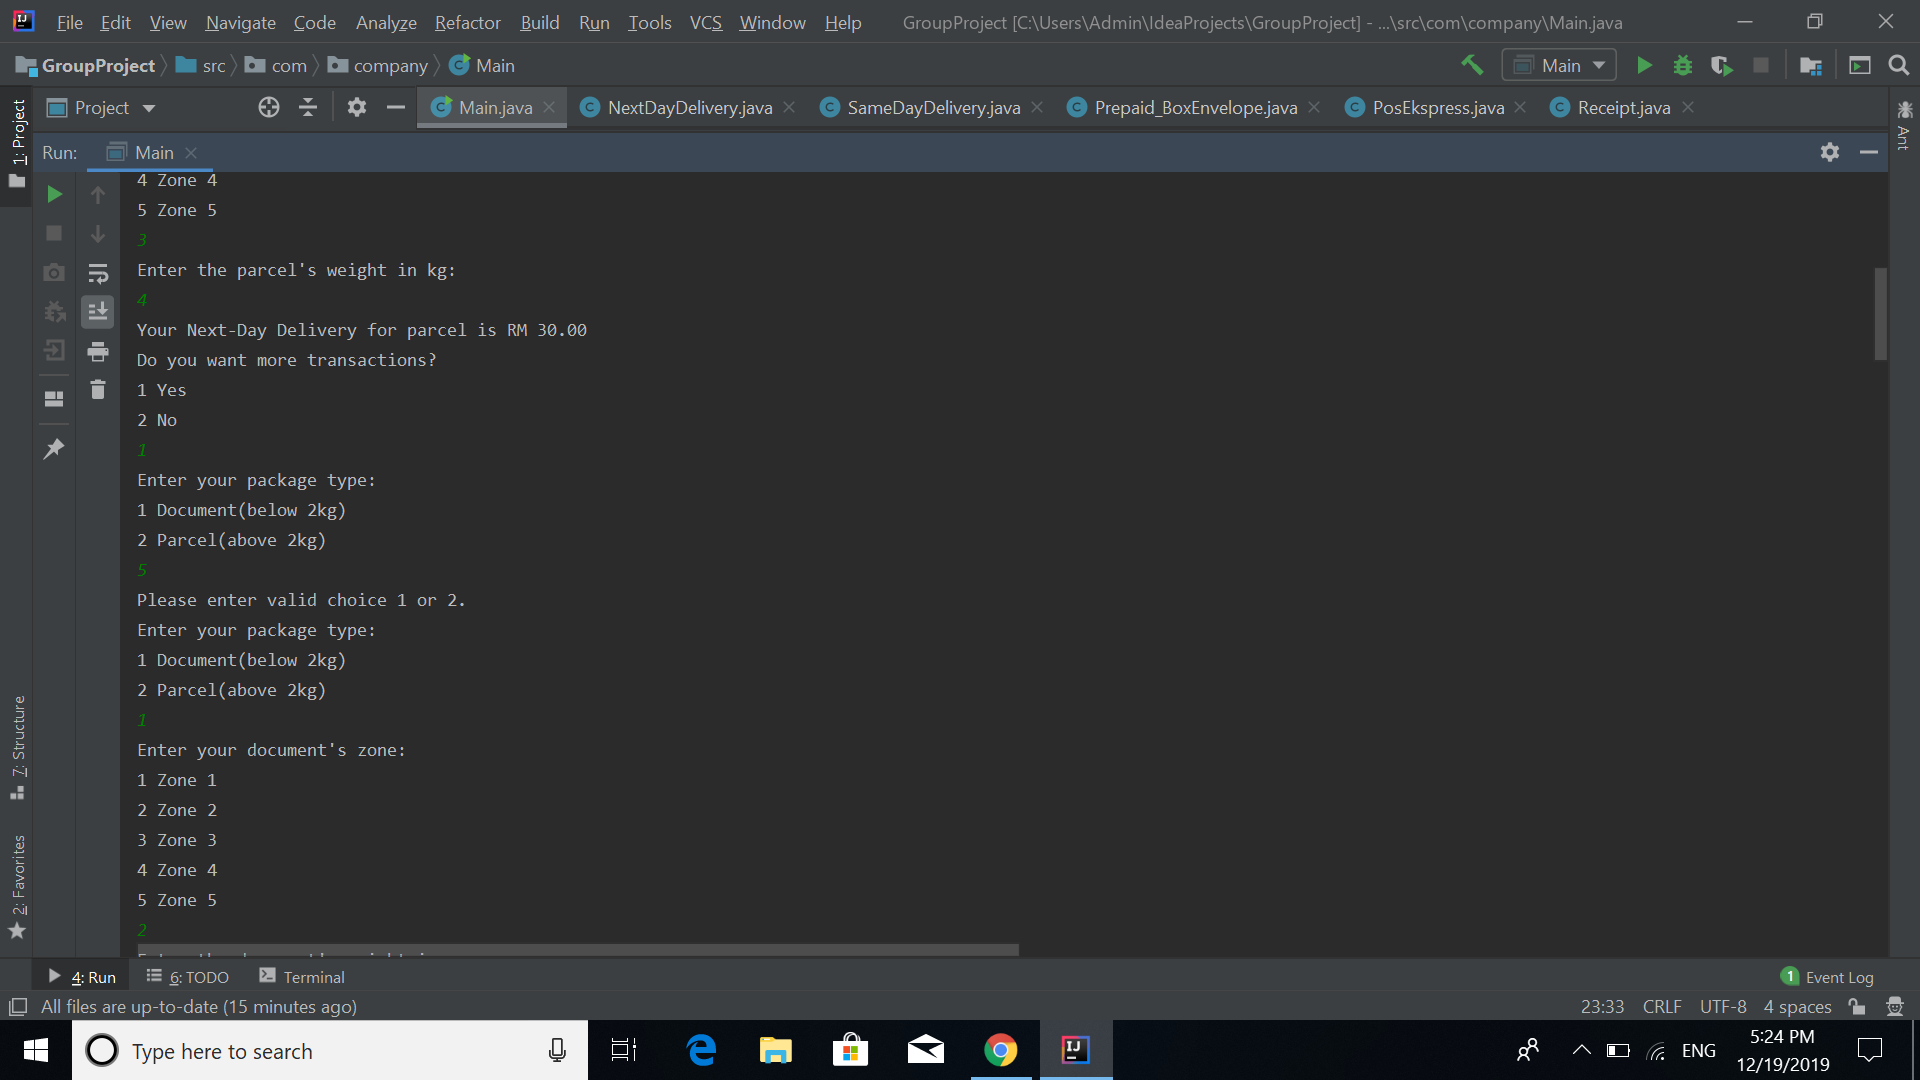 File Edit View Navigate Code Analyze Refactor Build Run Tools VCS Window Help GroupProject [C:\Users\Admin\IdeaProjects\GroupProject] - ...\src\com\company\Main.java
GroupProject src com company Main Main
Project Main.java NextDayDelivery.java SameDayDelivery.java Prepaid_BoxEnvelope.java PosEkspress.java Receipt.java
1: Project
Ant
Run: Main
4 Zone 4
5 Zone 5
3
Enter the parcel's weight in kg:
4
Your Next-Day Delivery for parcel is RM 30.00
Do you want more transactions?
1 Yes
2 No
1
Enter your package type:
1 Document(below 2kg)
2 Parcel(above 2kg)
5
Please enter valid choice 1 or 2.
Enter your package type:
1 Document(below 2kg)
2 Parcel(above 2kg)
1
Enter your document's zone:
1 Zone 1
2 Zone 2
3 Zone 3
4 Zone 4
5 Zone 5
2
7: Structure
2: Favorites
4: Run 6: TODO Terminal 1 Event Log
All files are up-to-date (15 minutes ago) 23:33 CRLF UTF-8 4 spaces
Type here to search ENG 5:24 PM
12/19/2019